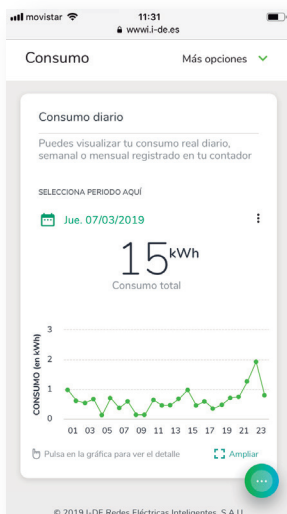 movistar 11:31
wwwi.i-de.es
Consumo Más opciones
Consumo diario
Puedes visualizar tu consumo real diario,
semanal o mensual registrado en tu contador
SELECCIONA PERIODO AQUÍ
Jue. 07/03/2019
15 kWh
Consumo total
CONSUMO (en kWh)
3
2
1
0
01 03 05 07 09 11 13 15 17 19 21 23
Pulsa en la gráfica para ver el detalle Ampliar
© 2019 I-DE Redes Eléctricas Inteligentes, S.A.U.